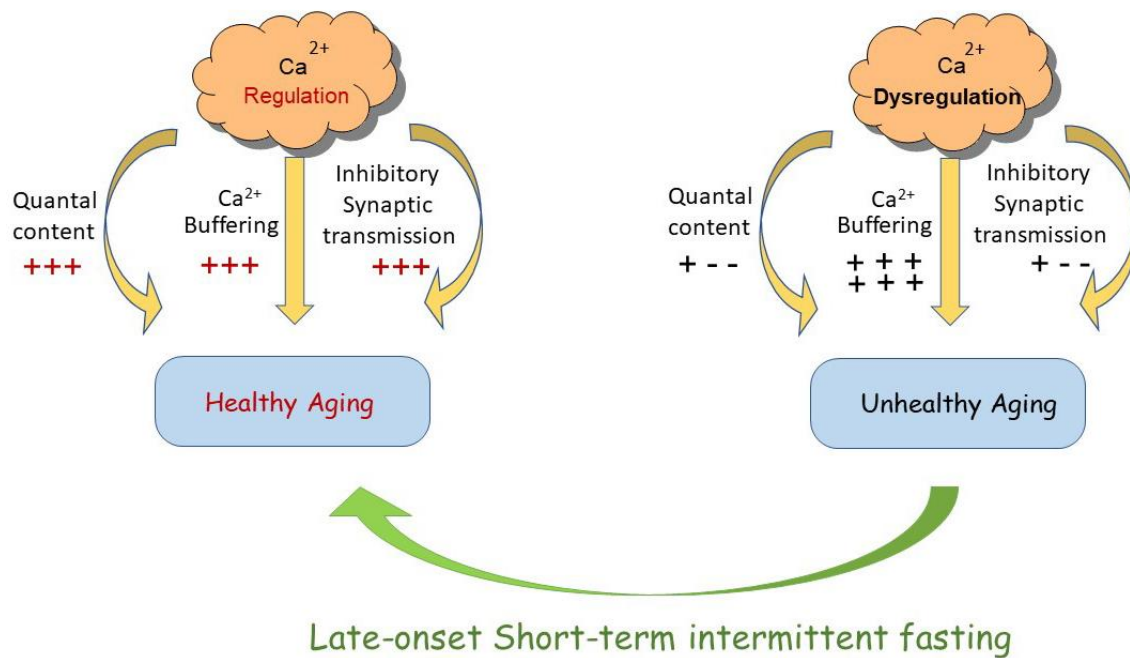 Ca2+
Regulation
Quantal
content
+++
Ca2+
Buffering
+++
Inhibitory
Synaptic
transmission
+++
Healthy Aging
Ca2+
Dysregulation
Quantal
content
+ - -
Ca2+
Buffering
+ + +
+ + +
Inhibitory
Synaptic
transmission
+ - -
Unhealthy Aging
Late-onset Short-term intermittent fasting